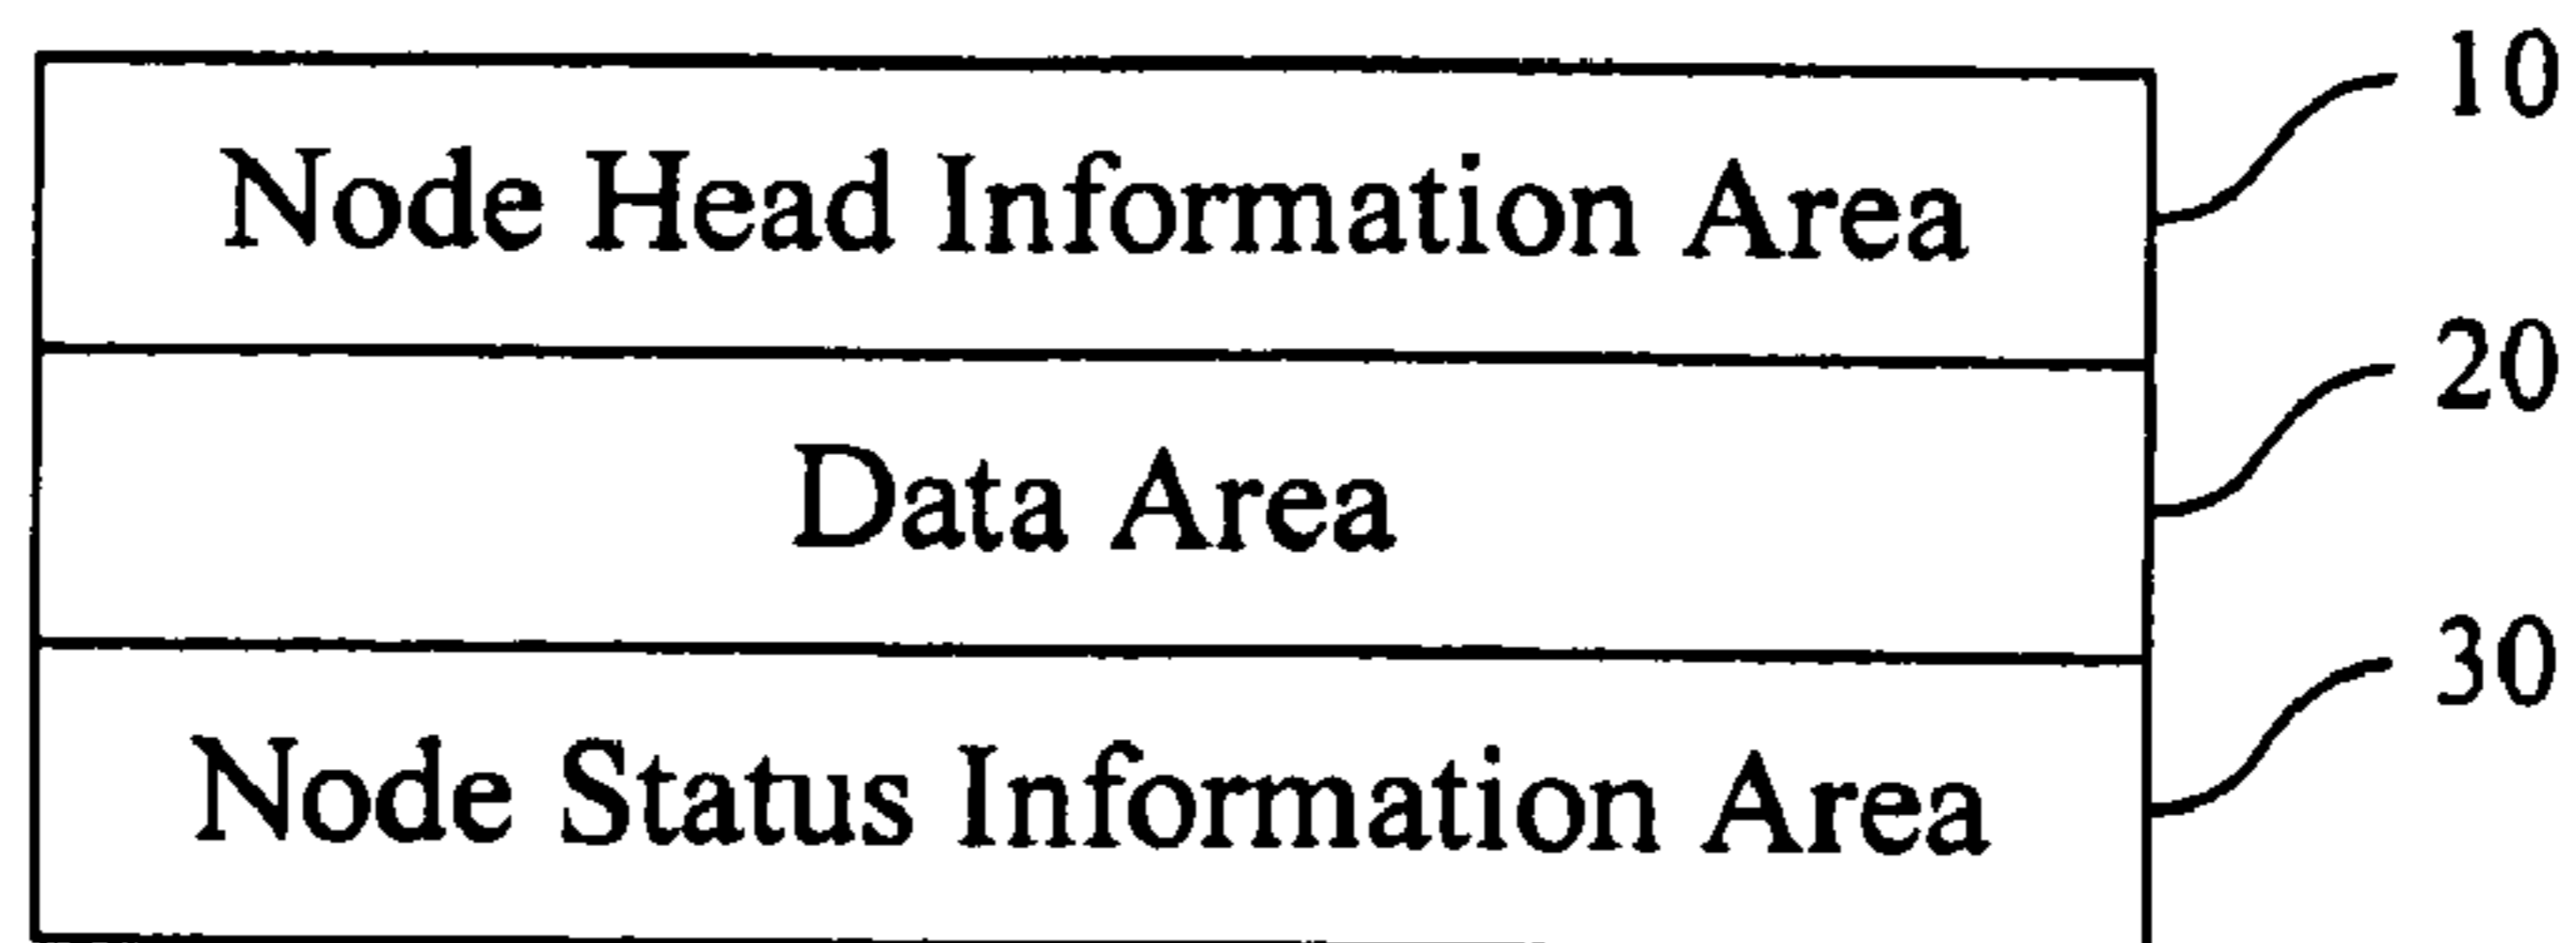 Node Head Information Area 10
Data Area 20
Node Status Information Area 30